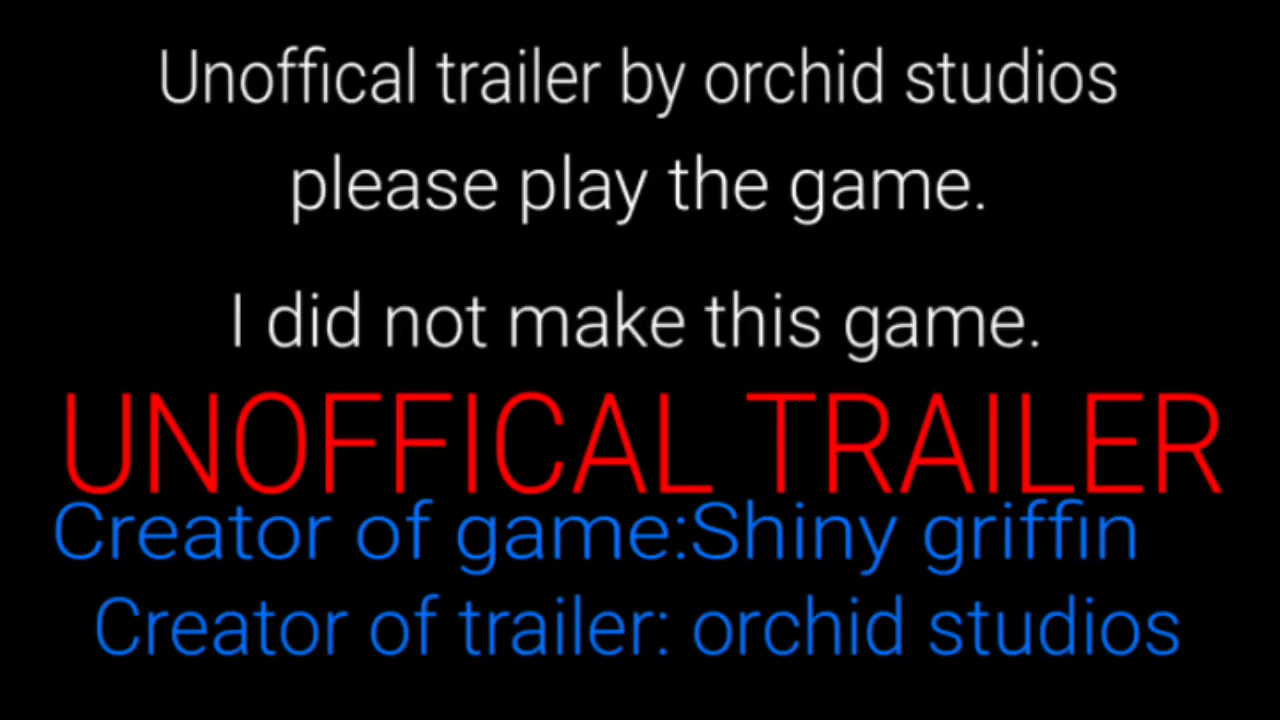 Unoffical trailer by orchid studios
please play the game.
I did not make this game.
UNOFFICAL TRAILER
Creator of game:Shiny griffin
Creator of trailer: orchid studios